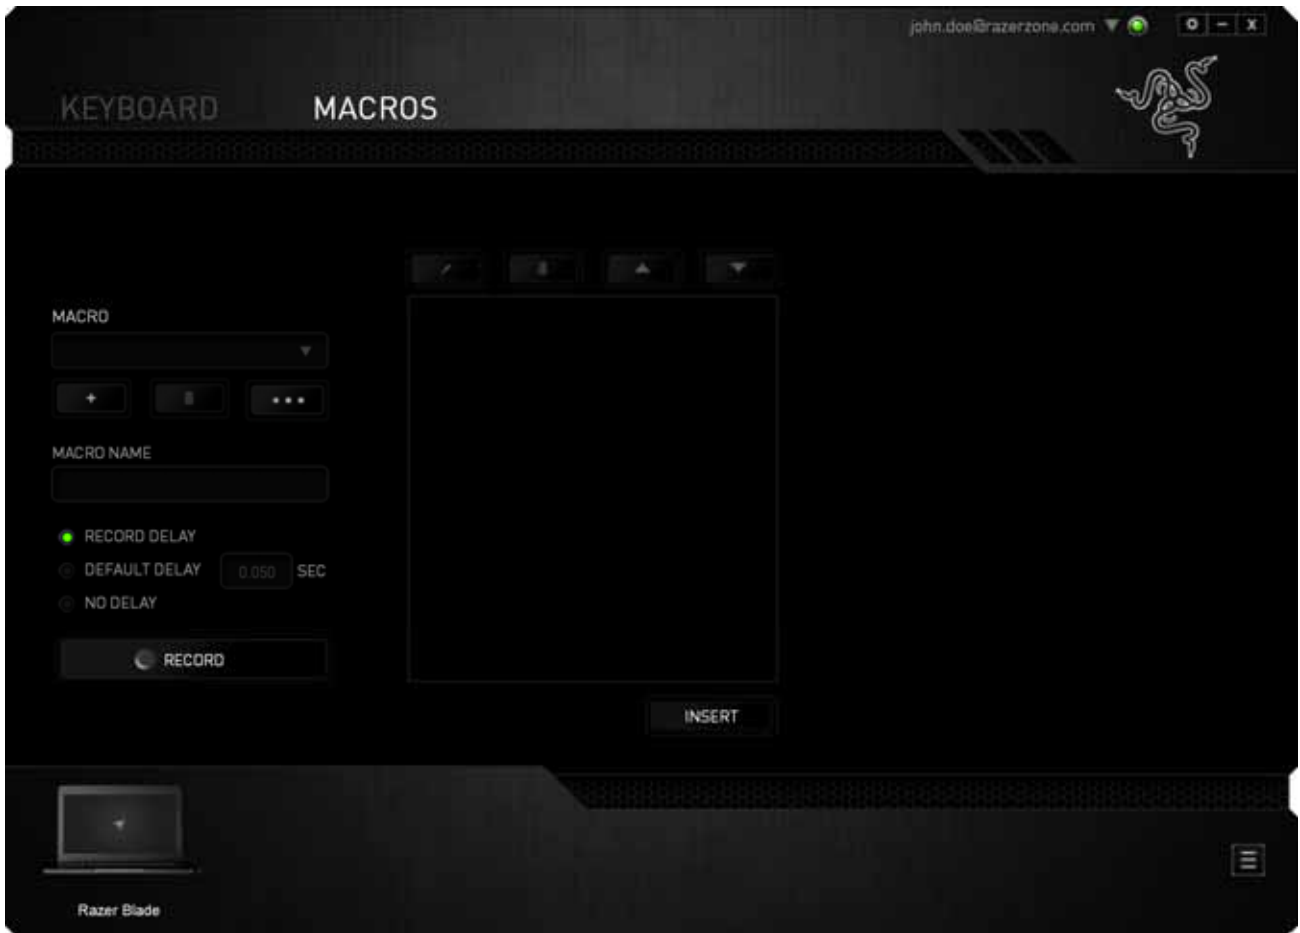 john.doe@razerzone.com
KEYBOARD MACROS
MACRO
MACRO NAME
RECORD DELAY
DEFAULT DELAY 0.050 SEC
NO DELAY
RECORD
INSERT
Razer Blade